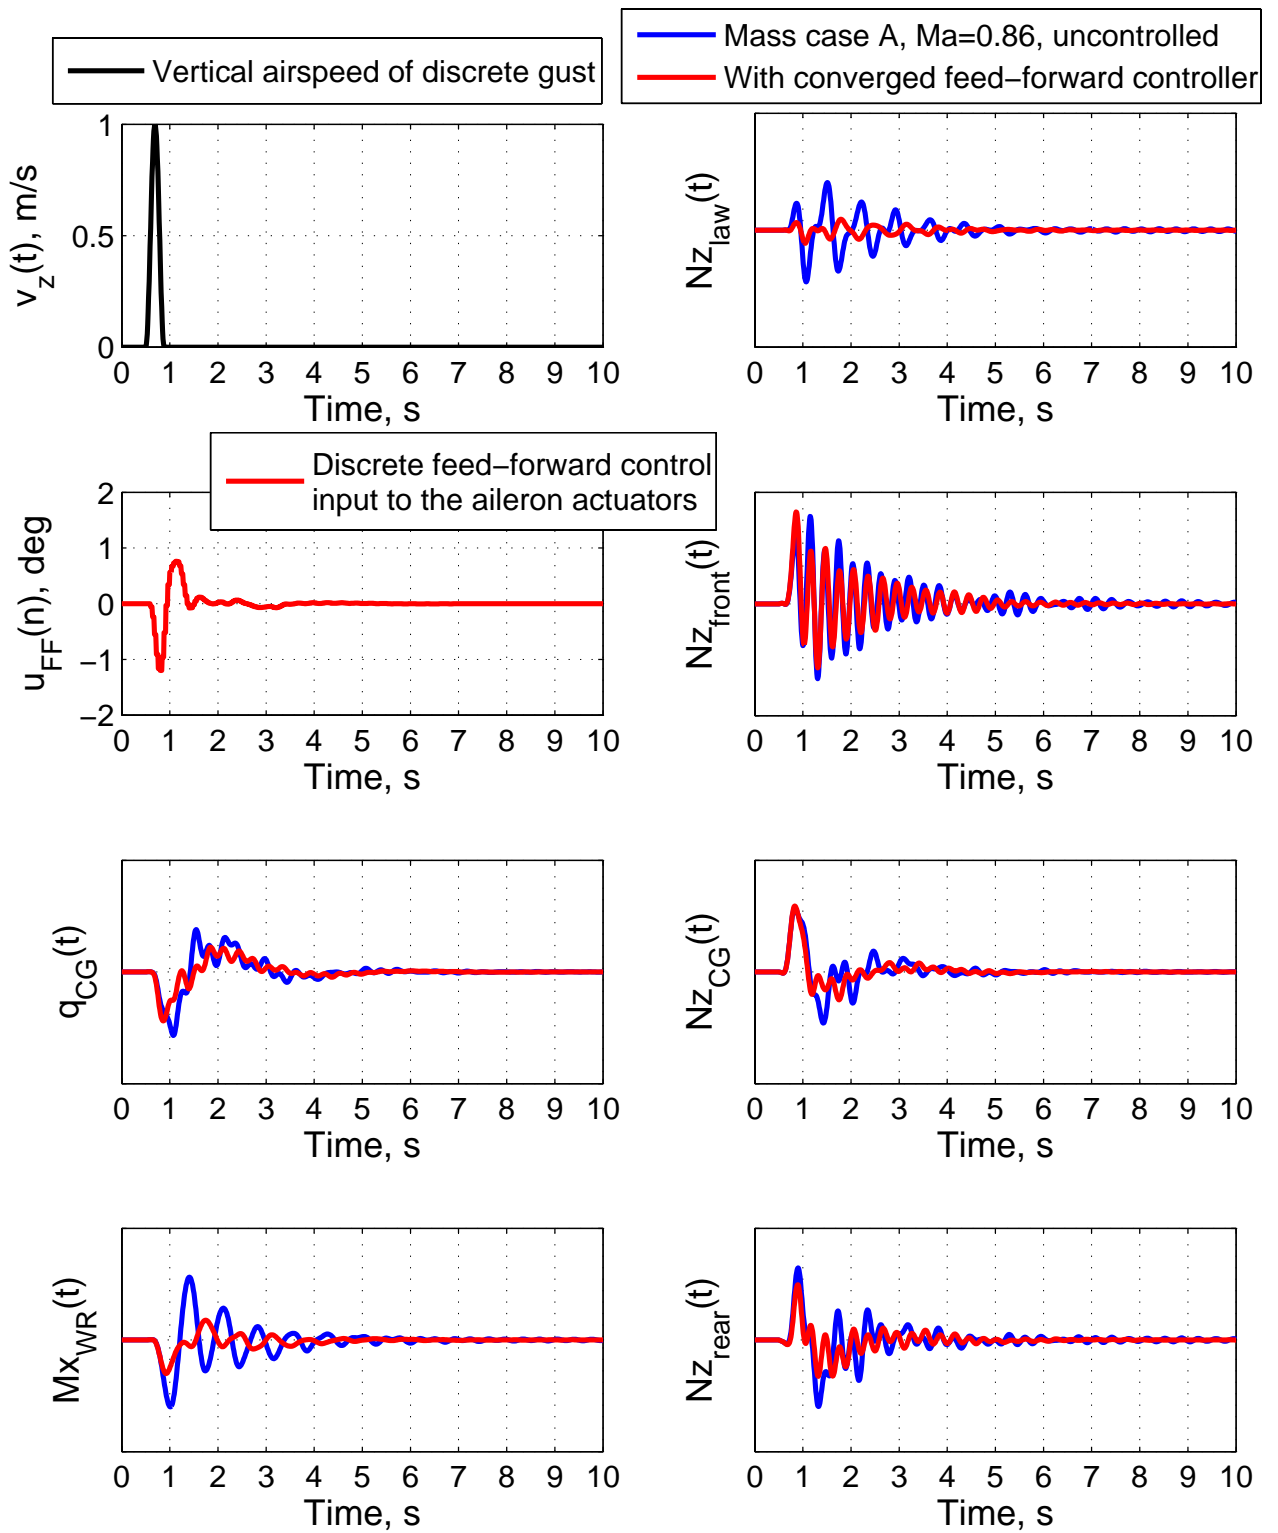 Vertical airspeed of discrete gust
Mass case A, Ma=0.86, uncontrolled
With converged feed−forward controller
v_z(t), m/s
1
0.5
0
0 1 2 3 4 5 6 7 8 9 10
Time, s
Nz_law(t)
0 1 2 3 4 5 6 7 8 9 10
Time, s
Discrete feed−forward control
input to the aileron actuators
u_FF(n), deg
2
1
0
−1
−2
0 1 2 3 4 5 6 7 8 9 10
Time, s
Nz_front(t)
0 1 2 3 4 5 6 7 8 9 10
Time, s
q_CG(t)
0 1 2 3 4 5 6 7 8 9 10
Time, s
Nz_CG(t)
0 1 2 3 4 5 6 7 8 9 10
Time, s
Mx_WR(t)
0 1 2 3 4 5 6 7 8 9 10
Time, s
Nz_rear(t)
0 1 2 3 4 5 6 7 8 9 10
Time, s